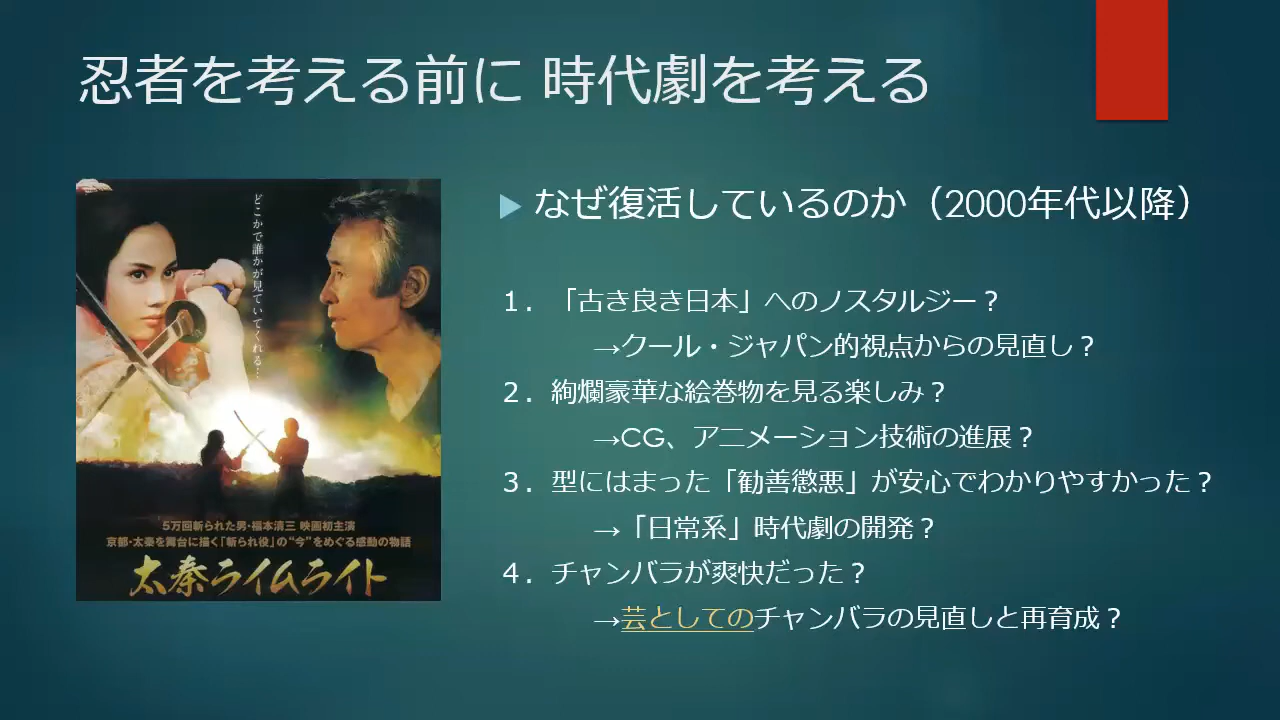 忍者を考える前に 時代劇を考える
どこかで誰かが見ていてくれる…
5万回斬られた男・福本清三 映画初主演
京都・太秦を舞台に描く「斬られ役」の“今”をめぐる感動の物語
太秦ライムライト
なぜ復活しているのか（2000年代以降）
１．「古き良き日本」へのノスタルジー？
→クール・ジャパン的視点からの見直し？
２．絢爛豪華な絵巻物を見る楽しみ？
→CG、アニメーション技術の進展？
３．型にはまった「勧善懲悪」が安心でわかりやすかった？
→「日常系」時代劇の開発？
４．チャンバラが爽快だった？
→芸としてのチャンバラの見直しと再育成？